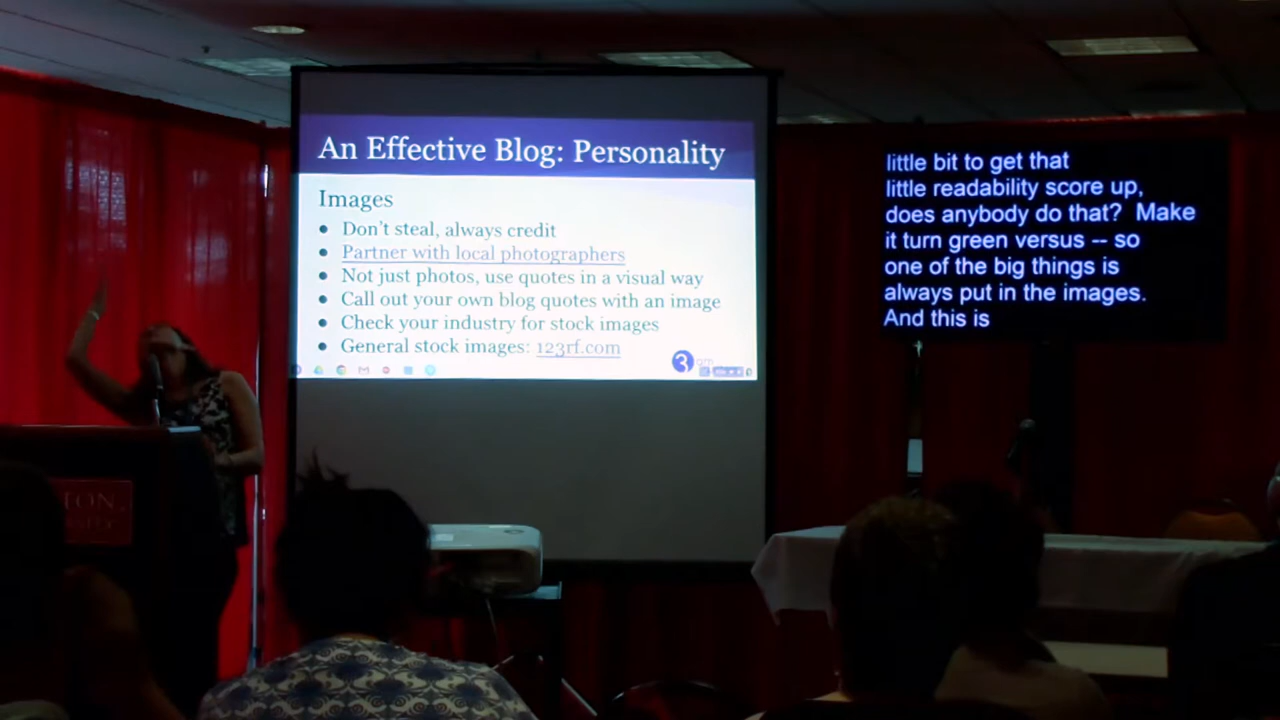 An Effective Blog: Personality
Images
● Don't steal, always credit
● Partner with local photographers
● Not just photos, use quotes in a visual way
● Call out your own blog quotes with an image
● Check your industry for stock images
● General stock images: 123rf.com
3
little bit to get that
little readability score up,
does anybody do that? Make
it turn green versus -- so
one of the big things is
always put in the images.
And this is
TON